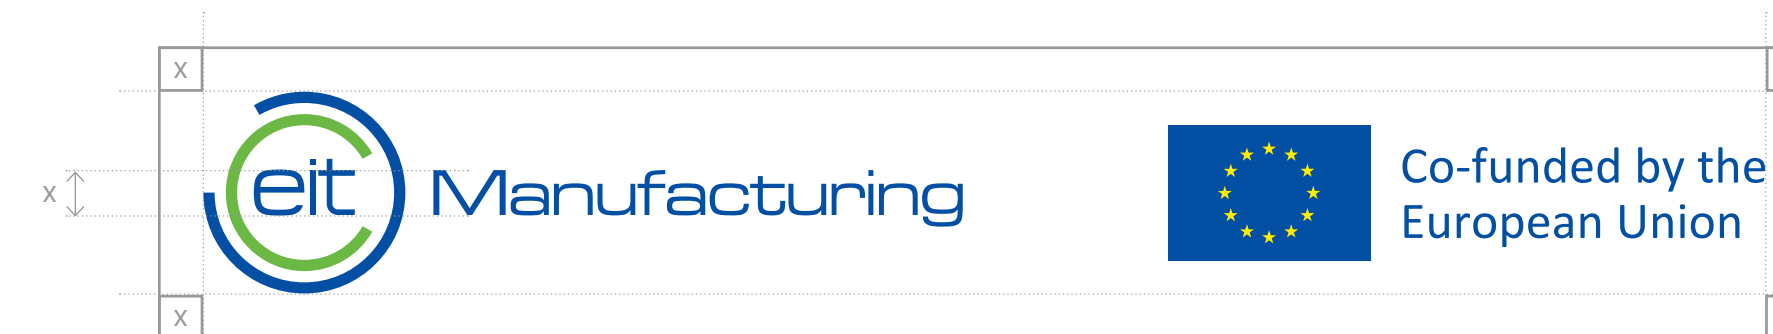 x
x
eit Manufacturing
Co-funded by the
European Union
x